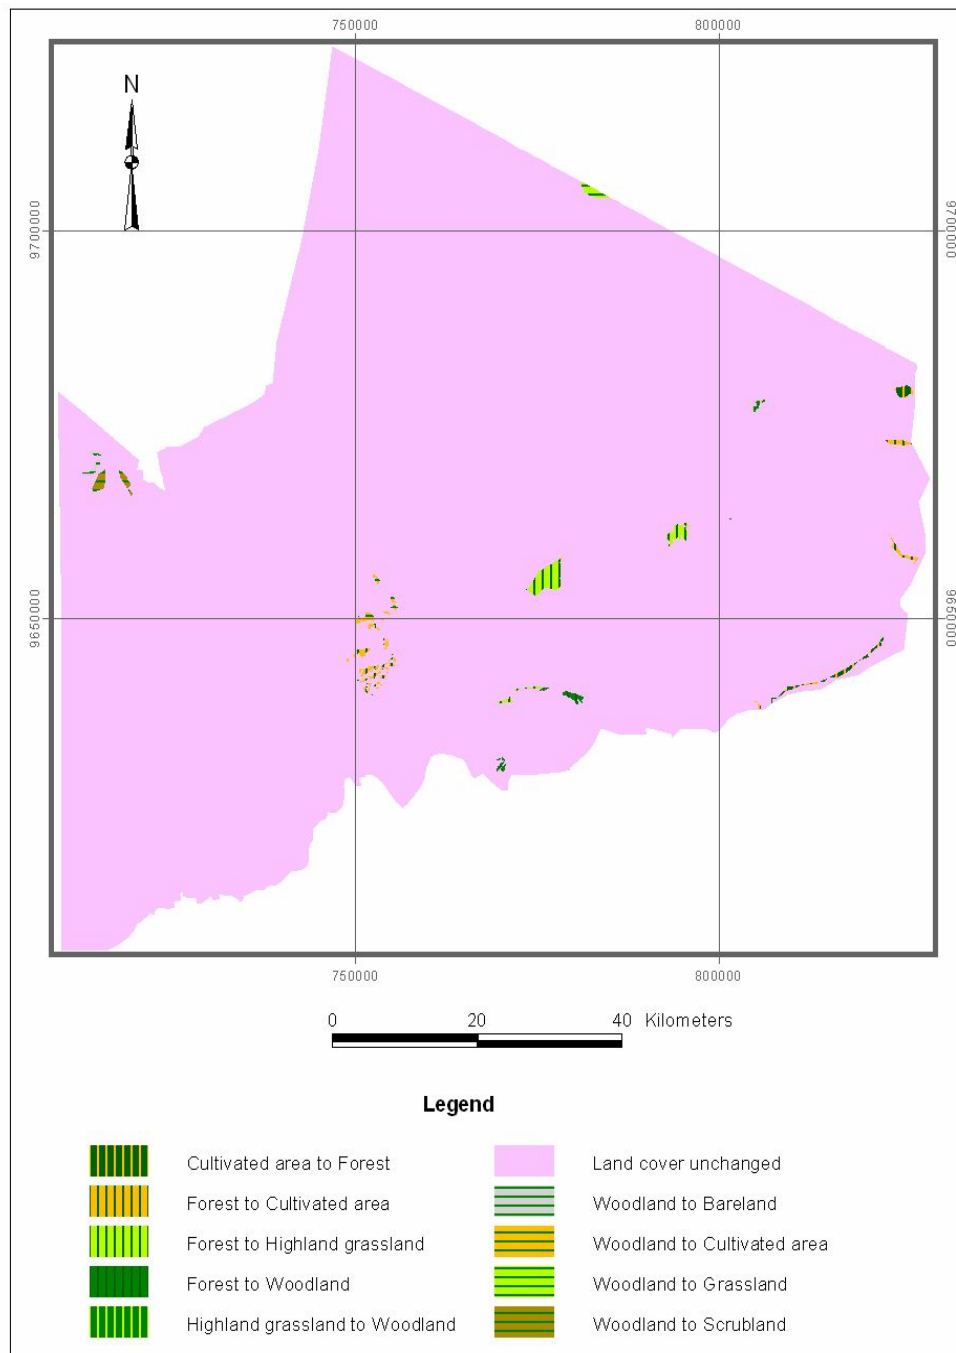 750000 800000
N
9700000 9700000
9650000 9650000
750000 800000
0 20 40 Kilometers
Legend
Cultivated area to Forest
Forest to Cultivated area
Forest to Highland grassland
Forest to Woodland
Highland grassland to Woodland
Land cover unchanged
Woodland to Bareland
Woodland to Cultivated area
Woodland to Grassland
Woodland to Scrubland